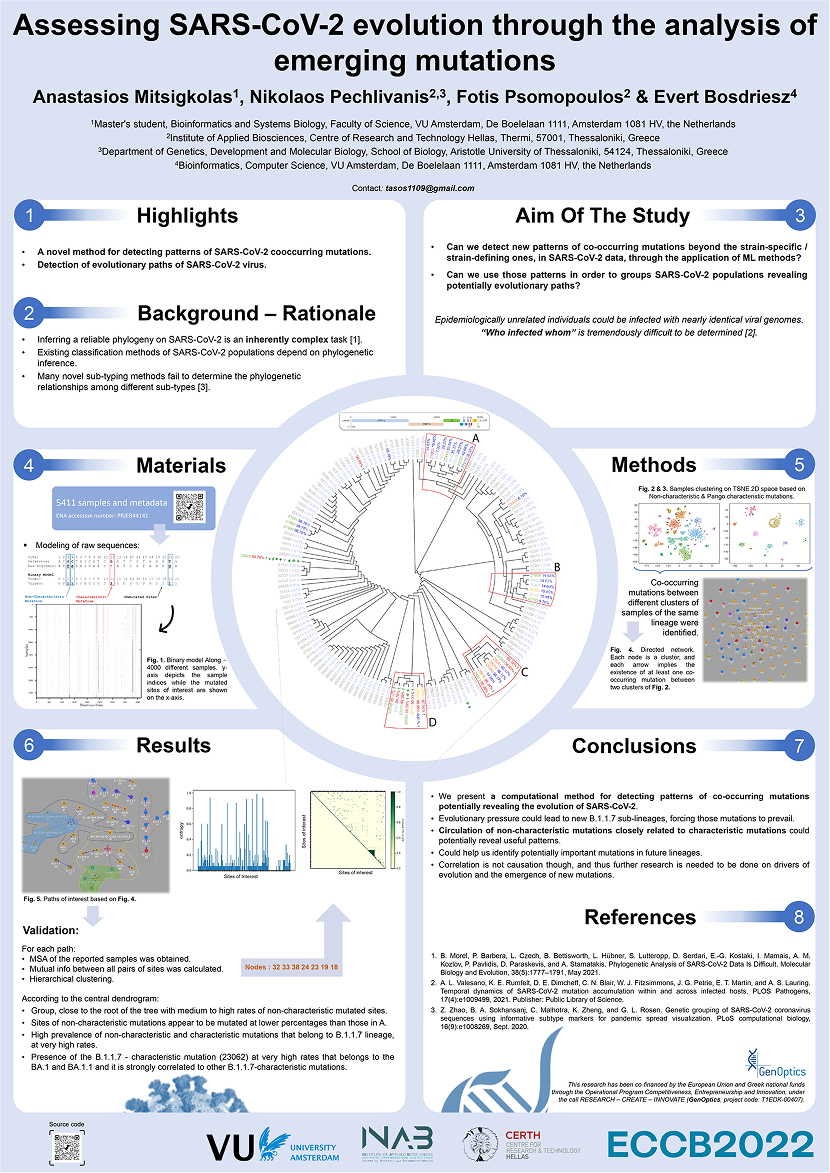 Assessing SARS-CoV-2 evolution through the analysis of
emerging mutations
Anastasios Mitsigkolas1, Nikolaos Pechlivanis2,3, Fotis Psomopoulos2 & Evert Bosdriesz4
1Master's student, Bioinformatics and Systems Biology, Faculty of Science, VU Amsterdam, De Boelelaan 1111, Amsterdam 1081 HV, the Netherlands
2Institute of Applied Biosciences, Centre of Research and Technology Hellas, Thermi, 57001, Thessaloniki, Greece
3Department of Genetics, Development and Molecular Biology, School of Biology, Aristotle University of Thessaloniki, 54124, Thessaloniki, Greece
4Bioinformatics, Computer Science, VU Amsterdam, De Boelelaan 1111, Amsterdam 1081 HV, the Netherlands
Contact: tasos1109@gmail.com
1
Highlights
• A novel method for detecting patterns of SARS-CoV-2 cooccurring mutations.
• Detection of evolutionary paths of SARS-CoV-2 virus.
2
Background – Rationale
• Inferring a reliable phylogeny on SARS-CoV-2 is an inherently complex task [1].
• Existing classification methods of SARS-CoV-2 populations depend on phylogenetic
inference.
• Many novel sub-typing methods fail to determine the phylogenetic
relationships among different sub-types [3].
Aim Of The Study
3
• Can we detect new patterns of co-occurring mutations beyond the strain-specific /
strain-defining ones, in SARS-CoV-2 data, through the application of ML methods?
• Can we use those patterns in order to groups SARS-CoV-2 populations revealing
potentially evolutionary paths?
Epidemiologically unrelated individuals could be infected with nearly identical viral genomes.
“Who infected whom” is tremendously difficult to be determined [2].
A
B
C
D
4
Materials
5411 samples and metadata
ENA accession number: PRJEB44141
▪ Modeling of raw sequences:
Binary model
Non-Characteristic
Mutation
Characteristic
Mutation
Unmutated Sites
Fig. 1. Binary model Along ~
4000 different samples. y-
axis depicts the sample
indices while the mutated
sites of interest are shown
on the x-axis.
Methods
5
Fig. 2 & 3. Samples clustering on TSNE 2D space based on
Non-characteristic & Pango characteristic mutations.
Co-occurring
mutations between
different clusters of
samples of the same
lineage were
identified.
Fig. 4. Directed network.
Each node is a cluster, and
each arrow implies the
existence of at least one co-
occurring mutation between
two clusters of Fig. 2.
6
Results
entropy
Sites of Interest
Sites of interest
Sites of interest
Fig. 5. Paths of interest based on Fig. 4.
Validation:
For each path:
• MSA of the reported samples was obtained.
• Mutual info between all pairs of sites was calculated.
• Hierarchical clustering.
Nodes : 32 33 38 24 23 19 18
According to the central dendrogram:
• Group, close to the root of the tree with medium to high rates of non-characteristic mutated sites.
• Sites of non-characteristic mutations appear to be mutated at lower percentages than those in A.
• High prevalence of non-characteristic and characteristic mutations that belong to B.1.1.7 lineage,
at very high rates.
• Presence of the B.1.1.7 - characteristic mutation (23062) at very high rates that belongs to the
BA.1 and BA.1.1 and it is strongly correlated to other B.1.1.7-characteristic mutations.
Conclusions
7
• We present a computational method for detecting patterns of co-occurring mutations
potentially revealing the evolution of SARS-CoV-2.
• Evolutionary pressure could lead to new B.1.1.7 sub-lineages, forcing those mutations to prevail.
• Circulation of non-characteristic mutations closely related to characteristic mutations could
potentially reveal useful patterns.
• Could help us identify potentially important mutations in future lineages.
• Correlation is not causation though, and thus further research is needed to be done on drivers of
evolution and the emergence of new mutations.
References
8
1. B. Morel, P. Barbera, L. Czech, B. Bettisworth, L. Hübner, S. Lutteropp, D. Serdari, E.-G. Kostaki, I. Mamais, A. M.
Kozlov, P. Pavlidis, D. Paraskevis, and A. Stamatakis. Phylogenetic Analysis of SARS-CoV-2 Data Is Difficult. Molecular
Biology and Evolution, 38(5):1777–1791, May 2021.
2. A. L. Valesano, K. E. Rumfelt, D. E. Dimcheff, C. N. Blair, W. J. Fitzsimmons, J. G. Petrie, E. T. Martin, and A. S. Lauring.
Temporal dynamics of SARS-CoV-2 mutation accumulation within and across infected hosts. PLOS Pathogens,
17(4):e1009499, 2021. Publisher: Public Library of Science.
3. Z. Zhao, B. A. Sokhansanj, C. Malhotra, K. Zheng, and G. L. Rosen. Genetic grouping of SARS-CoV-2 coronavirus
sequences using informative subtype markers for pandemic spread visualization. PLoS computational biology,
16(9):e1008269, Sept. 2020.
GenOptics
This research has been co-financed by the European Union and Greek national funds
through the Operational Program Competitiveness, Entrepreneurship and Innovation, under
the call RESEARCH – CREATE – INNOVATE (GenOptics, project code: T1EDK-00407).
Source code
VU
UNIVERSITY
AMSTERDAM
INAB
INSTITUTE OF APPLIED BIOSCIENCES
CERTH
CENTRE FOR
RESEARCH & TECHNOLOGY
HELLAS
ECCB2022